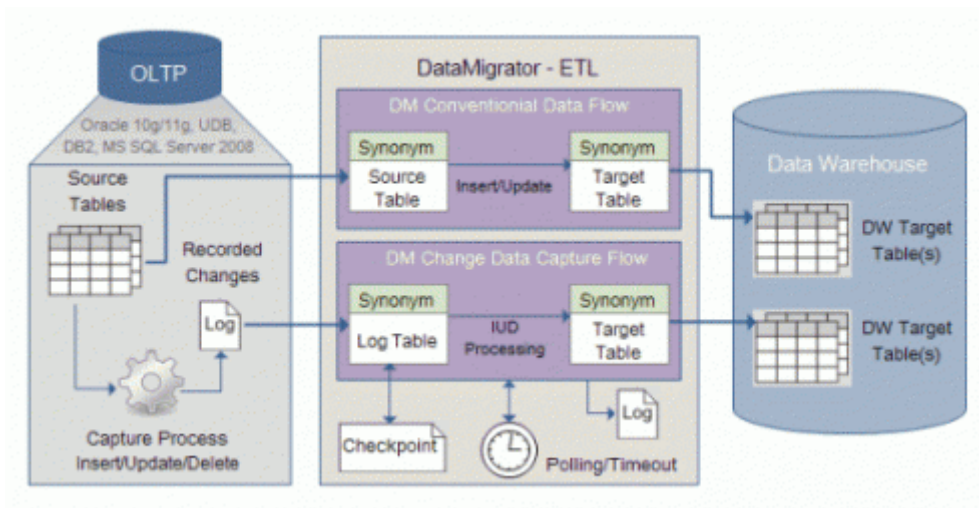 OLTP
Oracle 10g/11g, UDB,
DB2, MS SQL Server 2008
Source
Tables
Recorded
Changes
Log
Capture Process
Insert/Update/Delete
DataMigrator - ETL
DM Conventionial Data Flow
Synonym
Source
Table
Insert/Update
Synonym
Target
Table
DM Change Data Capture Flow
Synonym
Log Table
IUD
Processing
Synonym
Target
Table
Checkpoint
Log
Polling/Timeout
Data Warehouse
DW Target
Table(s)
DW Target
Table(s)